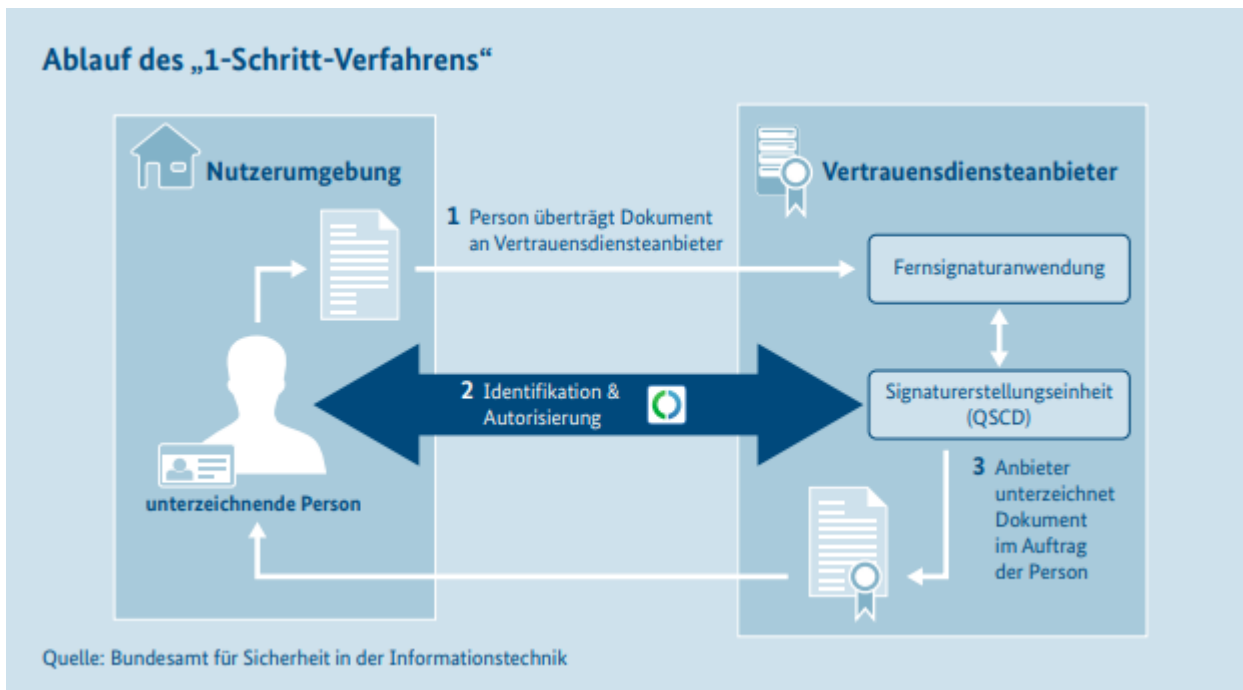 Ablauf des „1-Schritt-Verfahrens“
Nutzerumgebung
1 Person überträgt Dokument
an Vertrauensdiensteanbieter
Vertrauensdiensteanbieter
Fernsignaturanwendung
2 Identifikation &
Autorisierung
Signaturerstellungseinheit
(QSCD)
unterzeichnende Person
3 Anbieter
unterzeichnet
Dokument
im Auftrag
der Person
Quelle: Bundesamt für Sicherheit in der Informationstechnik